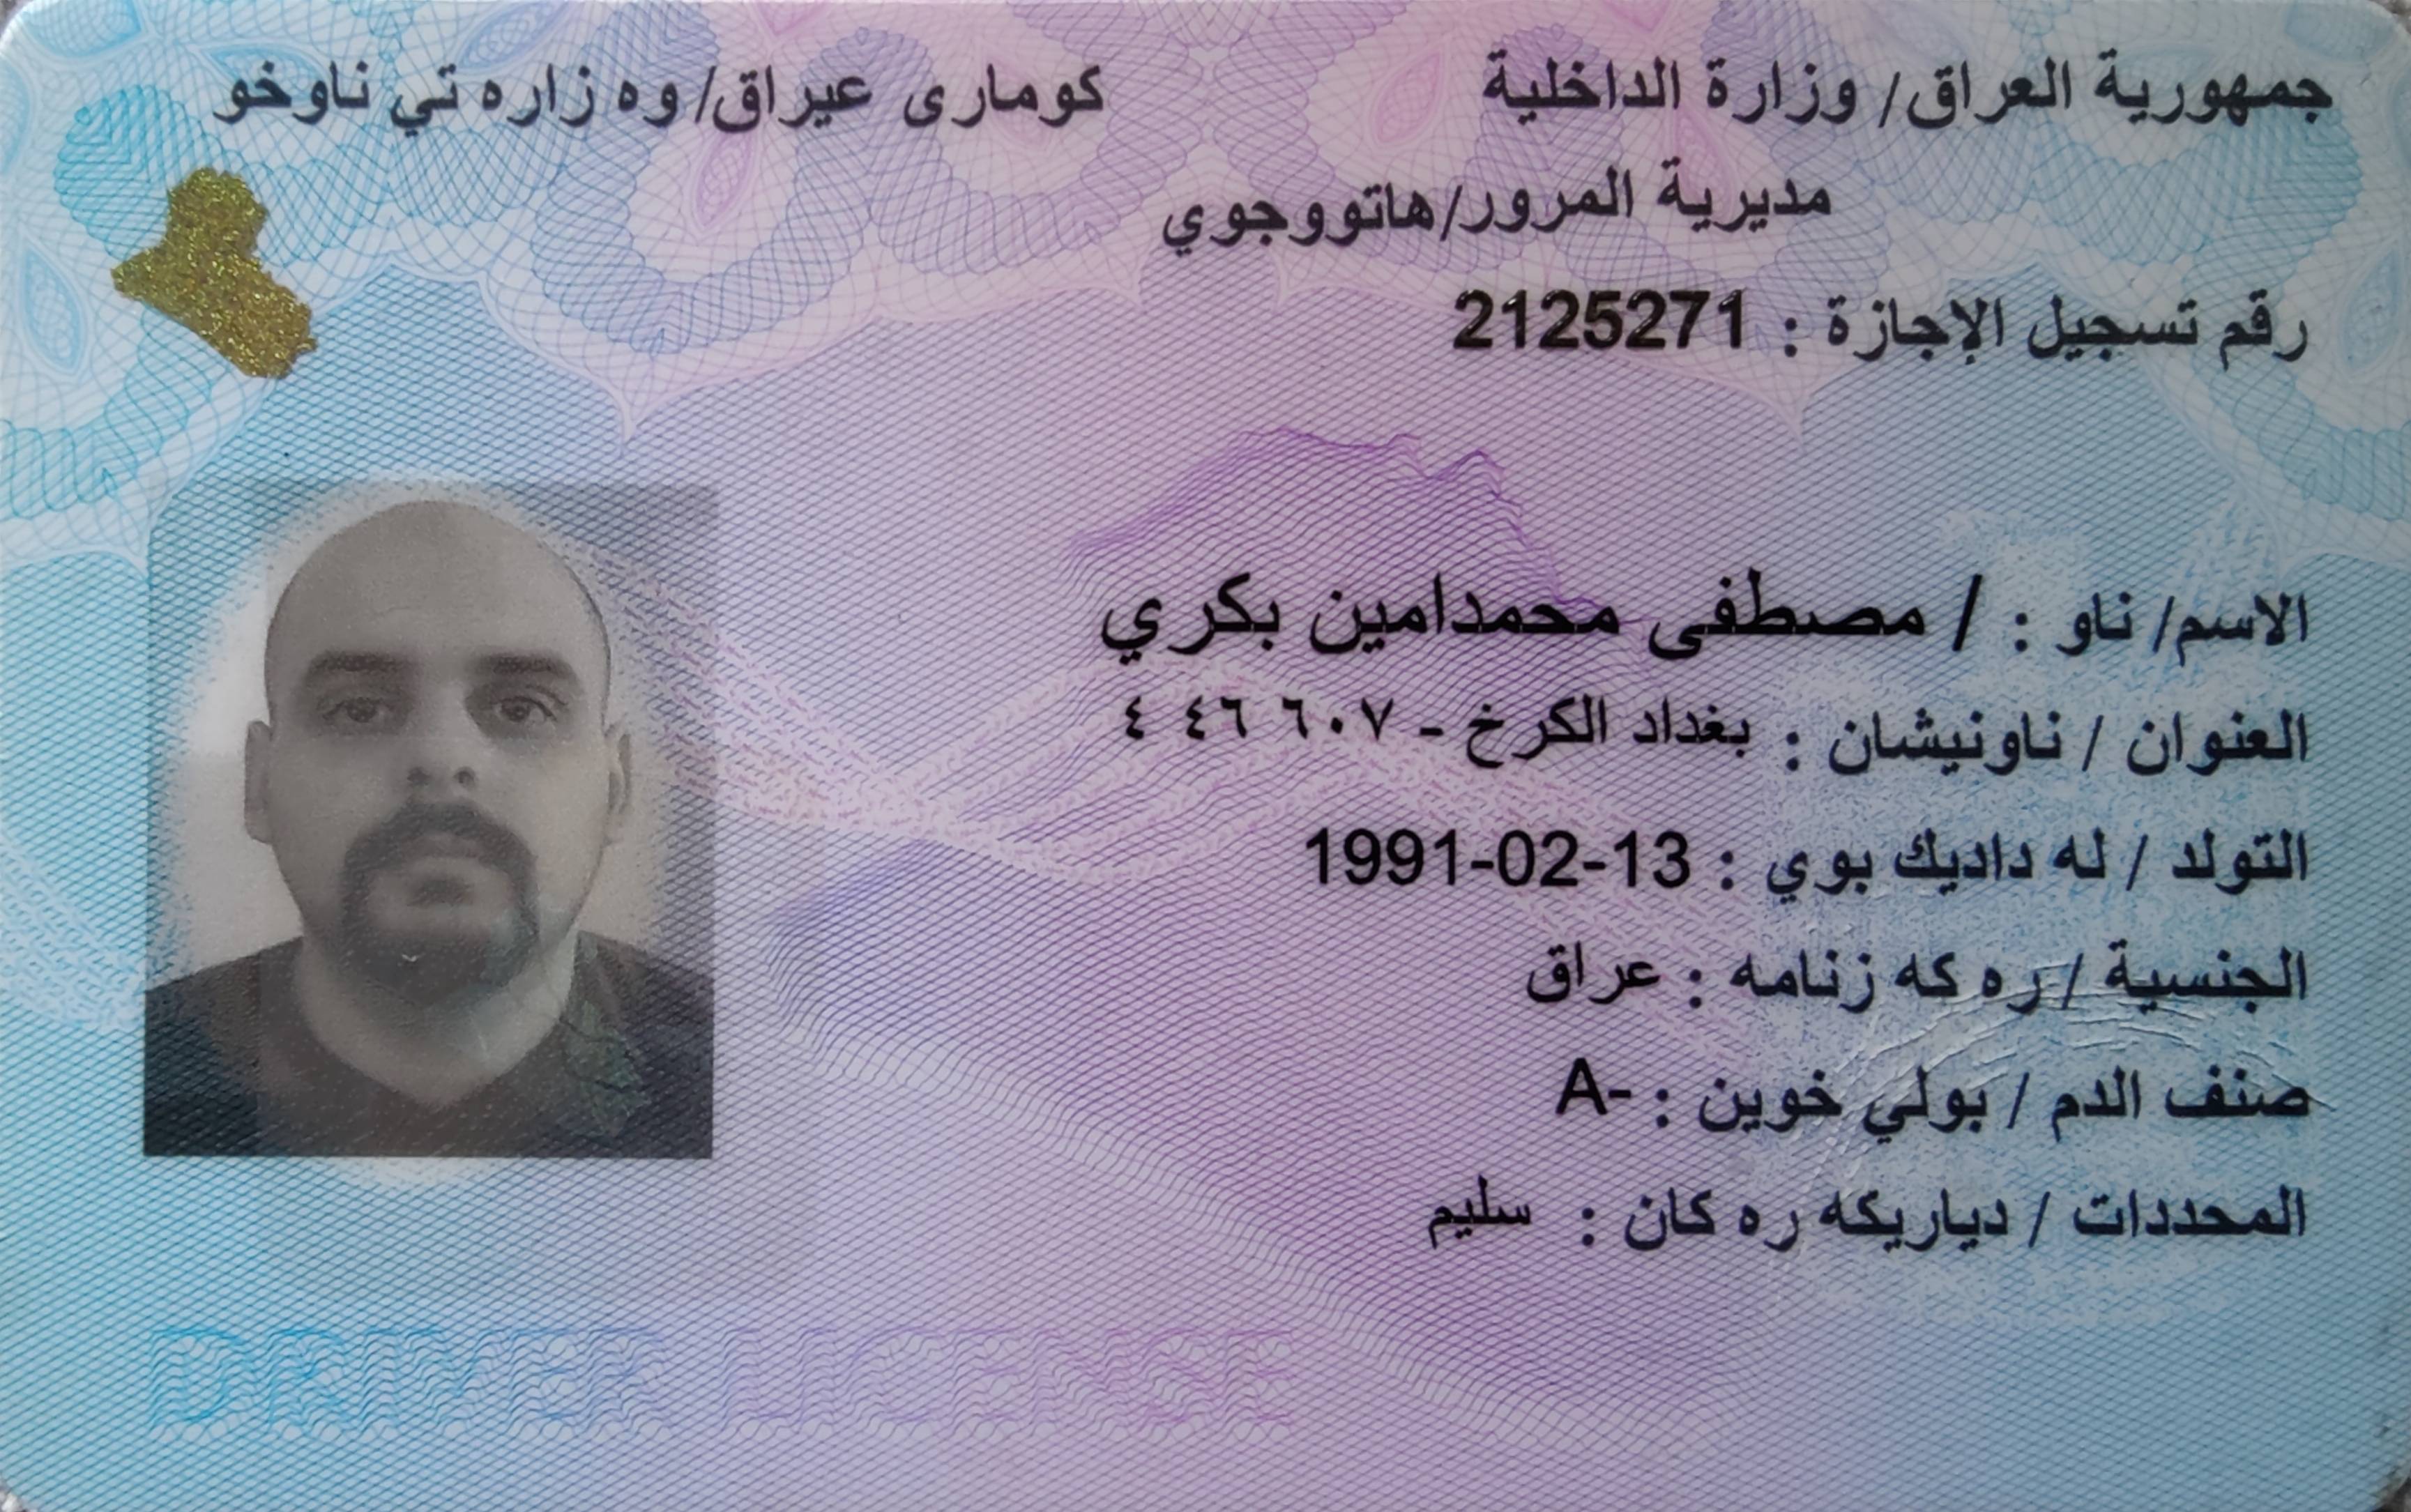 جمهورية العراق/ وزارة الداخلية كوماری عيراق/ وه زاره تي ناوخو
مديرية المرور/هاتووجوي
رقم تسجيل الإجازة : 2125271
الاسم/ ناو : / مصطفى محمدامين بكري
العنوان / ناونيشان : بغداد الكرخ - ٦٠٧ ٤٦ ٤
التولد / له داديك بوي : 1991-02-13
الجنسية / ره كه زنامه : عراق
صنف الدم / بولي خوين : A-
المحددات / دياريكه ره كان : سليم
DRIVER LICENSE